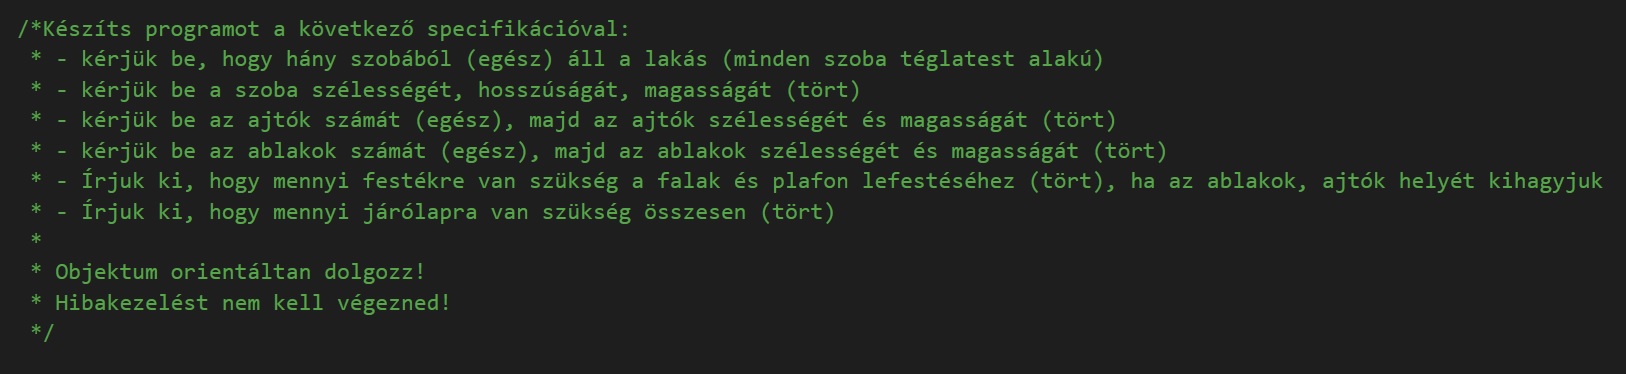 /*Készíts programot a következő specifikációval:
* - kérjük be, hogy hány szobából (egész) áll a lakás (minden szoba téglatest alakú)
* - kérjük be a szoba szélességét, hosszúságát, magasságát (tört)
* - kérjük be az ajtók számát (egész), majd az ajtók szélességét és magasságát (tört)
* - kérjük be az ablakok számát (egész), majd az ablakok szélességét és magasságát (tört)
* - Írjuk ki, hogy mennyi festékre van szükség a falak és plafon lefestéséhez (tört), ha az ablakok, ajtók helyét kihagyjuk
* - Írjuk ki, hogy mennyi járólapra van szükség összesen (tört)
*
* Objektum orientáltan dolgozz!
* Hibakezelést nem kell végezned!
*/